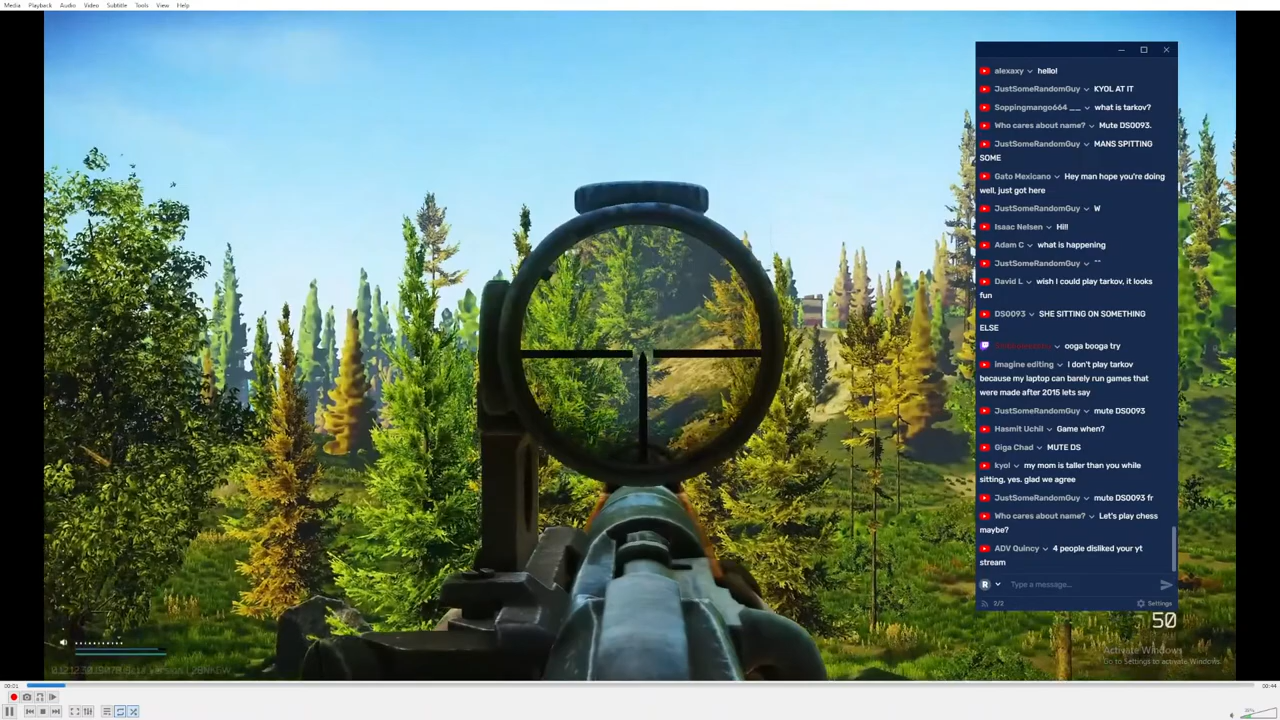 Media Playback Audio Video Subtitle Tools View Help
alexaxy hello!
JustSomeRandomGuy KYOL AT IT
Soppingmango664 __ what is tarkov?
Who cares about name? Mute DS0093.
JustSomeRandomGuy MANS SPITTING
SOME
Gato Mexicano Hey man hope you're doing
well, just got here
JustSomeRandomGuy W
Isaac Nelsen Hi!!
Adam C what is happening
JustSomeRandomGuy ^^
David L wish I could play tarkov, it looks
fun
DS0093 SHE SITTING ON SOMETHING
ELSE
ooga booga try
imagine editing I don't play tarkov
because my laptop can barely run games that
were made after 2015 lets say
JustSomeRandomGuy mute DS0093
Hasmit Uchil Game when?
Giga Chad MUTE DS
kyol my mom is taller than you while
sitting, yes. glad we agree
JustSomeRandomGuy mute DS0093 fr
Who cares about name? Let's play chess
maybe?
ADV Quincy 4 people disliked your yt
stream
R Type a message...
2/2 Settings
50
Activate Windows
Go to Settings to activate Windows.
00:01 00:44